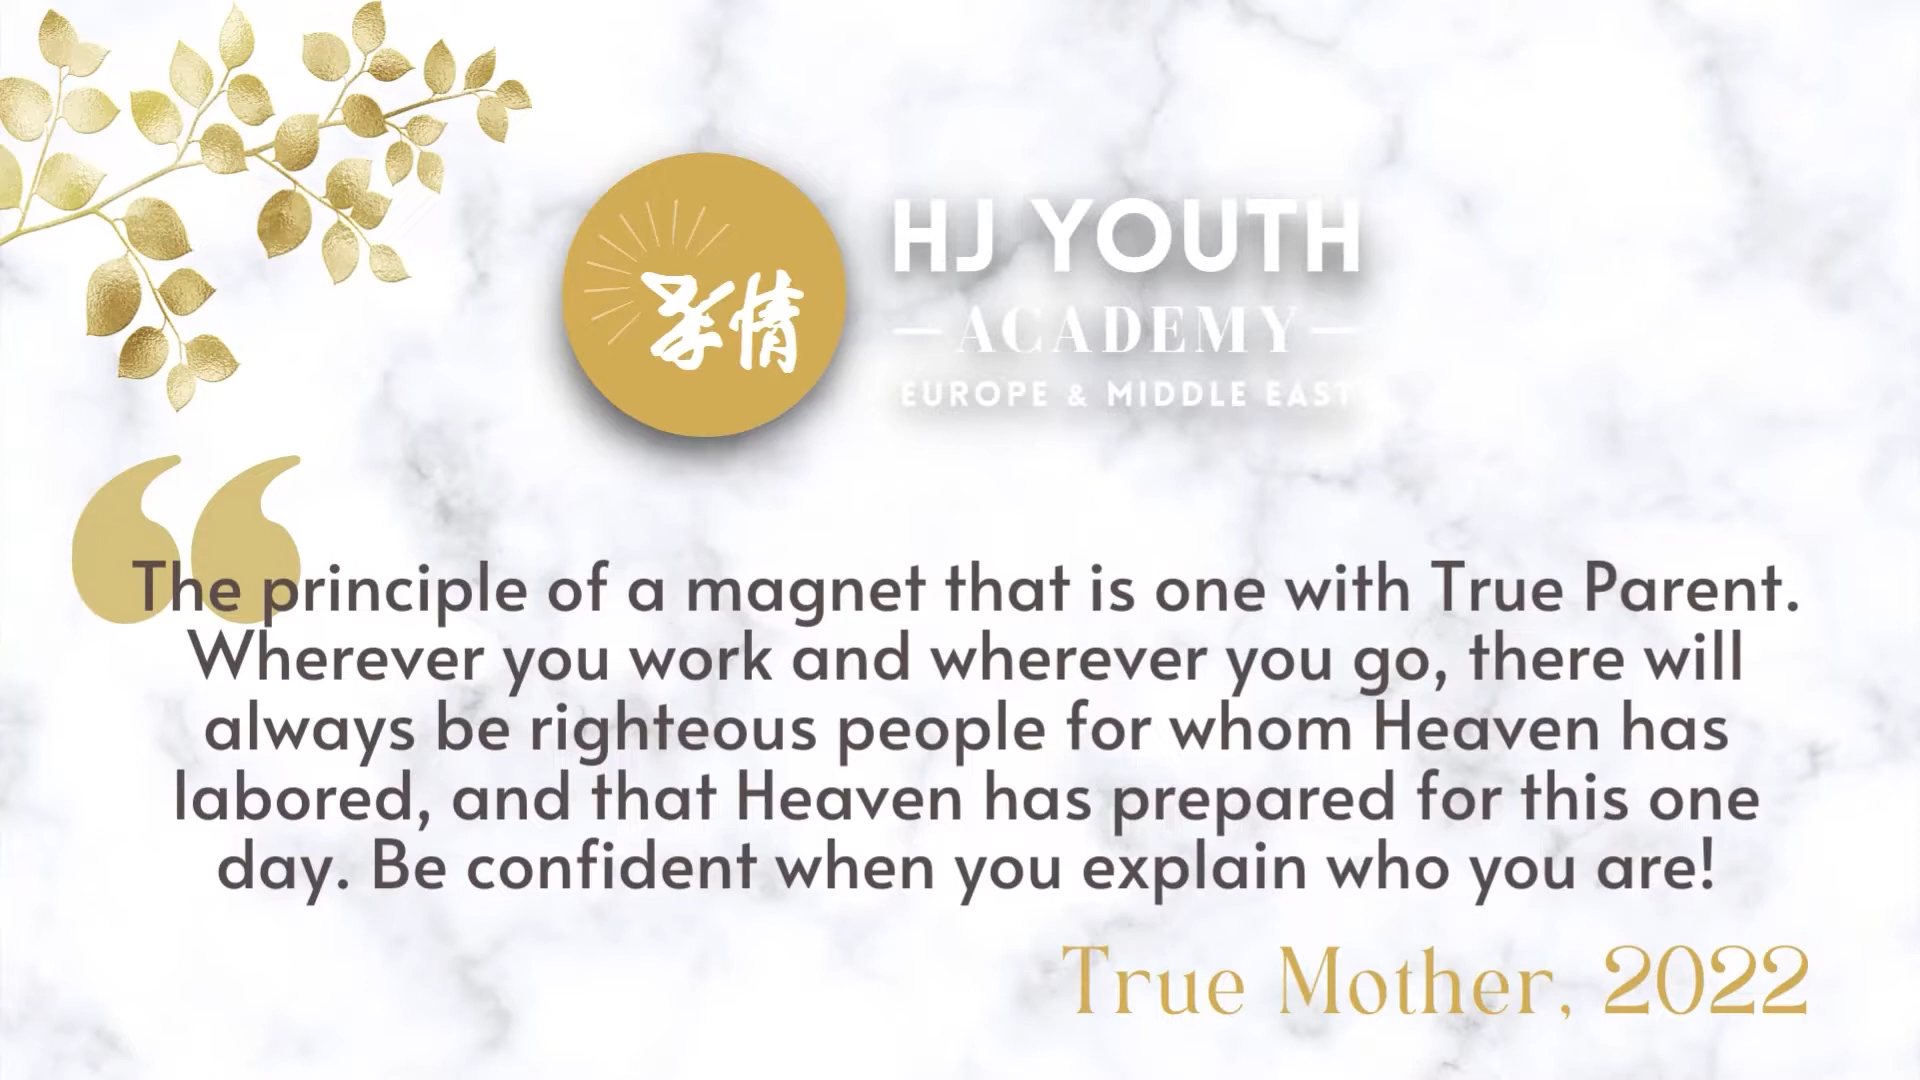 孝情
HJ YOUTH
ACADEMY
EUROPE & MIDDLE EAST
The principle of a magnet that is one with True Parent.
Wherever you work and wherever you go, there will
always be righteous people for whom Heaven has
labored, and that Heaven has prepared for this one
day. Be confident when you explain who you are!
True Mother, 2022